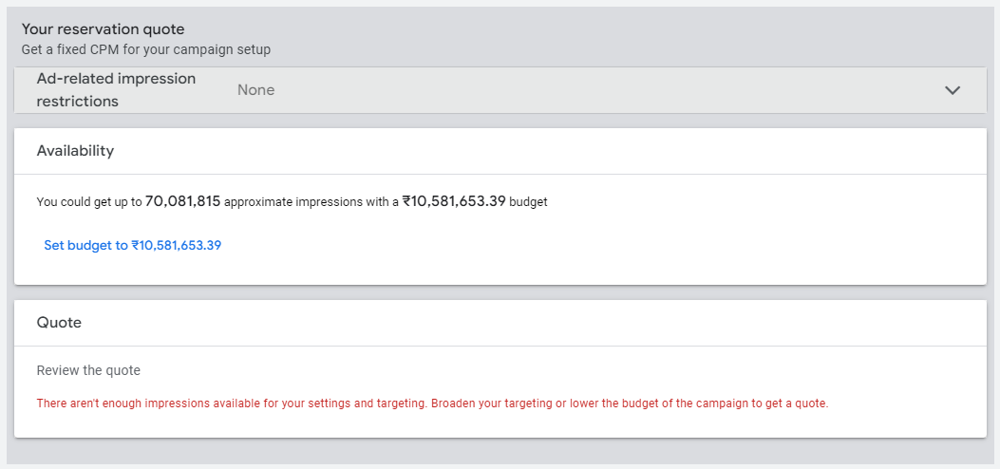 Your reservation quote
Get a fixed CPM for your campaign setup
Ad-related impression
restrictions
None
Availability
You could get up to 70,081,815 approximate impressions with a ₹10,581,653.39 budget
Set budget to ₹10,581,653.39
Quote
Review the quote
There aren't enough impressions available for your settings and targeting. Broaden your targeting or lower the budget of the campaign to get a quote.